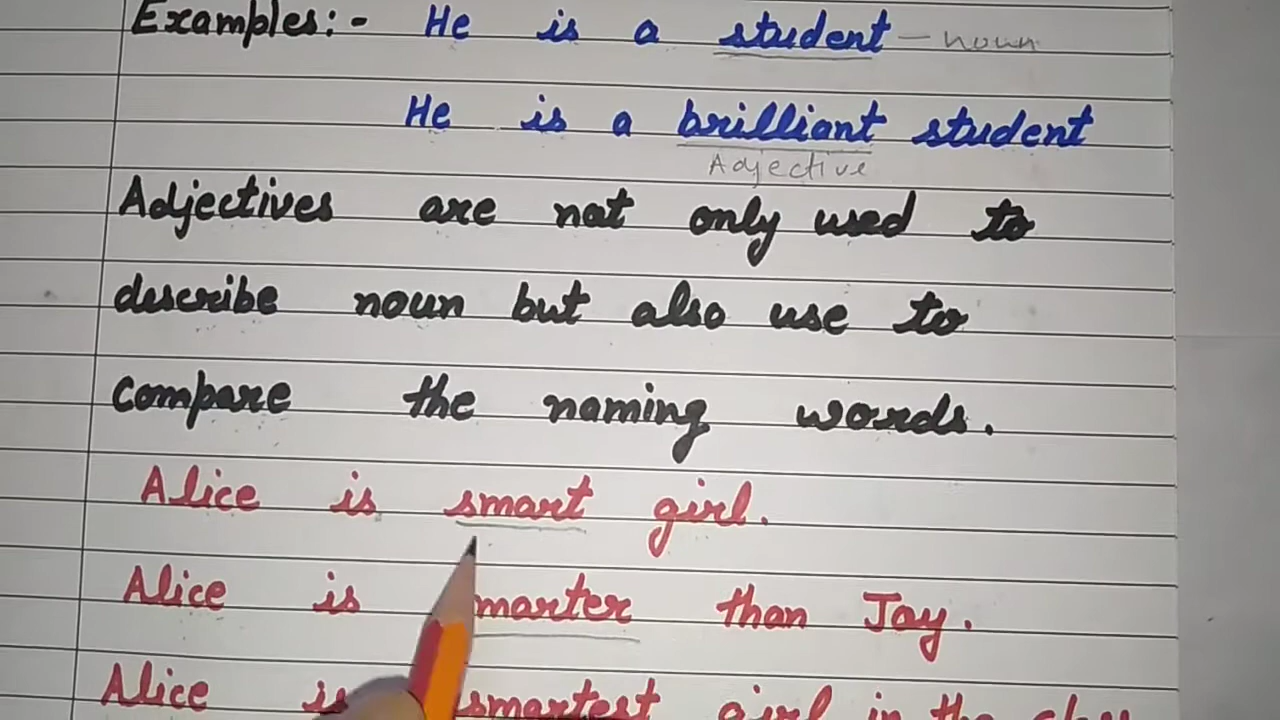 Examples:- He is a student – noun
He is a brilliant student
Adjective
Adjectives are not only used to
describe noun but also use to
compare the naming words.
Alice is smart girl.
Alice is marter than Jay.
Alice is smartest girl in the